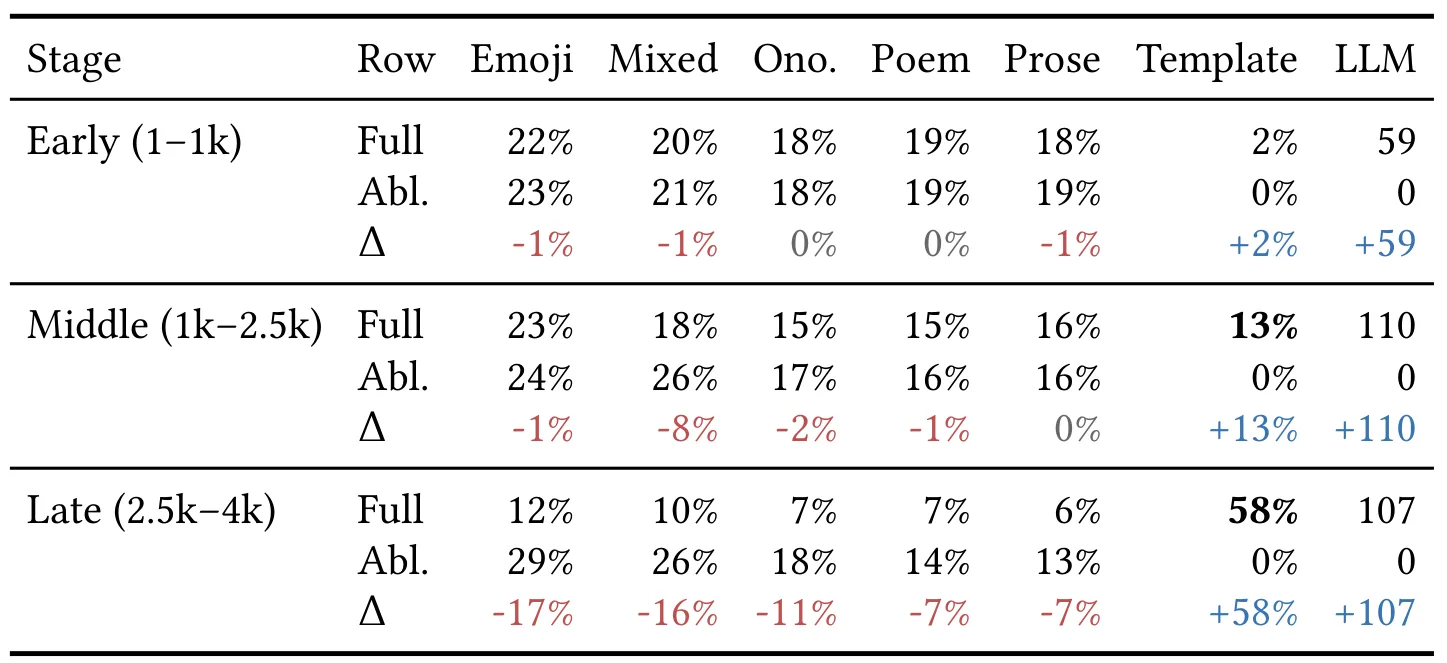 Stage Row Emoji Mixed Ono. Poem Prose Template LLM
Early (1–1k) Full 22% 20% 18% 19% 18% 2% 59
Abl. 23% 21% 18% 19% 19% 0% 0
Δ -1% -1% 0% 0% -1% +2% +59
Middle (1k–2.5k) Full 23% 18% 15% 15% 16% 13% 110
Abl. 24% 26% 17% 16% 16% 0% 0
Δ -1% -8% -2% -1% 0% +13% +110
Late (2.5k–4k) Full 12% 10% 7% 7% 6% 58% 107
Abl. 29% 26% 18% 14% 13% 0% 0
Δ -17% -16% -11% -7% -7% +58% +107